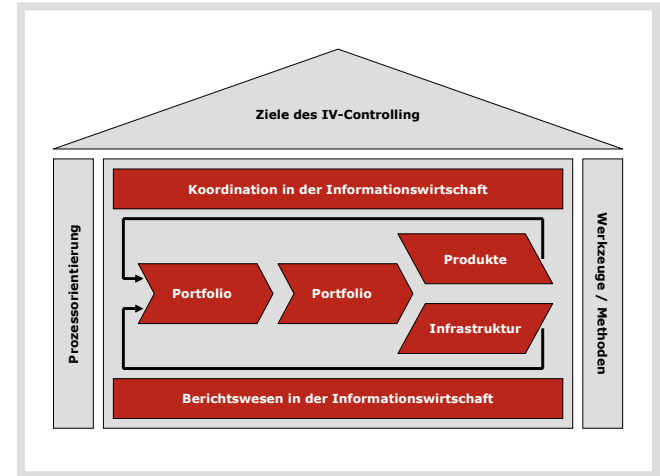 Ziele des IV-Controlling
Prozessorientierung
Koordination in der Informationswirtschaft
Portfolio
Portfolio
Produkte
Infrastruktur
Berichtswesen in der Informationswirtschaft
Werkzeuge / Methoden